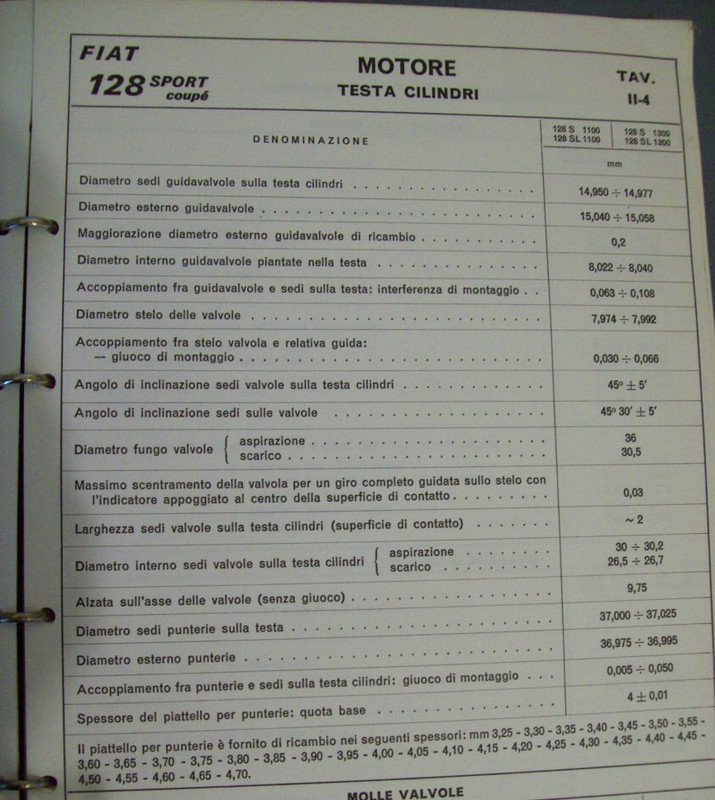 FIAT
128 SPORT
coupé
MOTORE
TESTA CILINDRI
TAV.
II-4
DENOMINAZIONE
128 S 1100
128 SL 1100
128 S 1300
128 SL 1300
mm
Diametro sedi guidavalvole sulla testa cilindri . . . . . . . . . . . . . . . . . 14,950 ÷ 14,977
Diametro esterno guidavalvole . . . . . . . . . . . . . . . . . . . . . . . . . 15,040 ÷ 15,058
Maggiorazione diametro esterno guidavalvole di ricambio . . . . . . . . . . . 0,2
Diametro interno guidavalvole piantate nella testa . . . . . . . . . . . . . . . 8,022 ÷ 8,040
Accoppiamento fra guidavalvole e sedi sulla testa: interferenza di montaggio . . 0,063 ÷ 0,108
Diametro stelo delle valvole . . . . . . . . . . . . . . . . . . . . . . . . . . 7,974 ÷ 7,992
Accoppiamento fra stelo valvola e relativa guida:
— giuoco di montaggio . . . . . . . . . . . . . . . . . . . . . . . . . . . 0,030 ÷ 0,066
Angolo di inclinazione sedi valvole sulla testa cilindri . . . . . . . . . . . . . 45° ± 5'
Angolo di inclinazione sedi sulle valvole . . . . . . . . . . . . . . . . . . . 45° 30' ± 5'
Diametro fungo valvole { aspirazione . . . . . . . . . . . . . . . . . . . . . 36
scarico . . . . . . . . . . . . . . . . . . . . . . . 30,5
Massimo scentramento della valvola per un giro completo guidata sullo stelo con
l'indicatore appoggiato al centro della superficie di contatto . . . . . . . . . 0,03
Larghezza sedi valvole sulla testa cilindri (superficie di contatto) . . . . . . . ~ 2
Diametro interno sedi valvole sulla testa cilindri { aspirazione . . . . . . . . 30 ÷ 30,2
scarico . . . . . . . . . . 26,5 ÷ 26,7
Alzata sull'asse delle valvole (senza giuoco) . . . . . . . . . . . . . . . . . . 9,75
Diametro sedi punterie sulla testa . . . . . . . . . . . . . . . . . . . . . . . 37,000 ÷ 37,025
Diametro esterno punterie . . . . . . . . . . . . . . . . . . . . . . . . . . . 36,975 ÷ 36,995
Accoppiamento fra punterie e sedi sulla testa cilindri: giuoco di montaggio . . . 0,005 ÷ 0,050
Spessore del piattello per punterie: quota base . . . . . . . . . . . . . . . . 4 ± 0,01
Il piattello per punterie è fornito di ricambio nei seguenti spessori: mm 3,25 - 3,30 - 3,35 - 3,40 - 3,45 - 3,50 - 3,55 -
3,60 - 3,65 - 3,70 - 3,75 - 3,80 - 3,85 - 3,90 - 3,95 - 4,00 - 4,05 - 4,10 - 4,15 - 4,20 - 4,25 - 4,30 - 4,35 - 4,40 - 4,45 -
4,50 - 4,55 - 4,60 - 4,65 - 4,70.
MOLLE VALVOLE